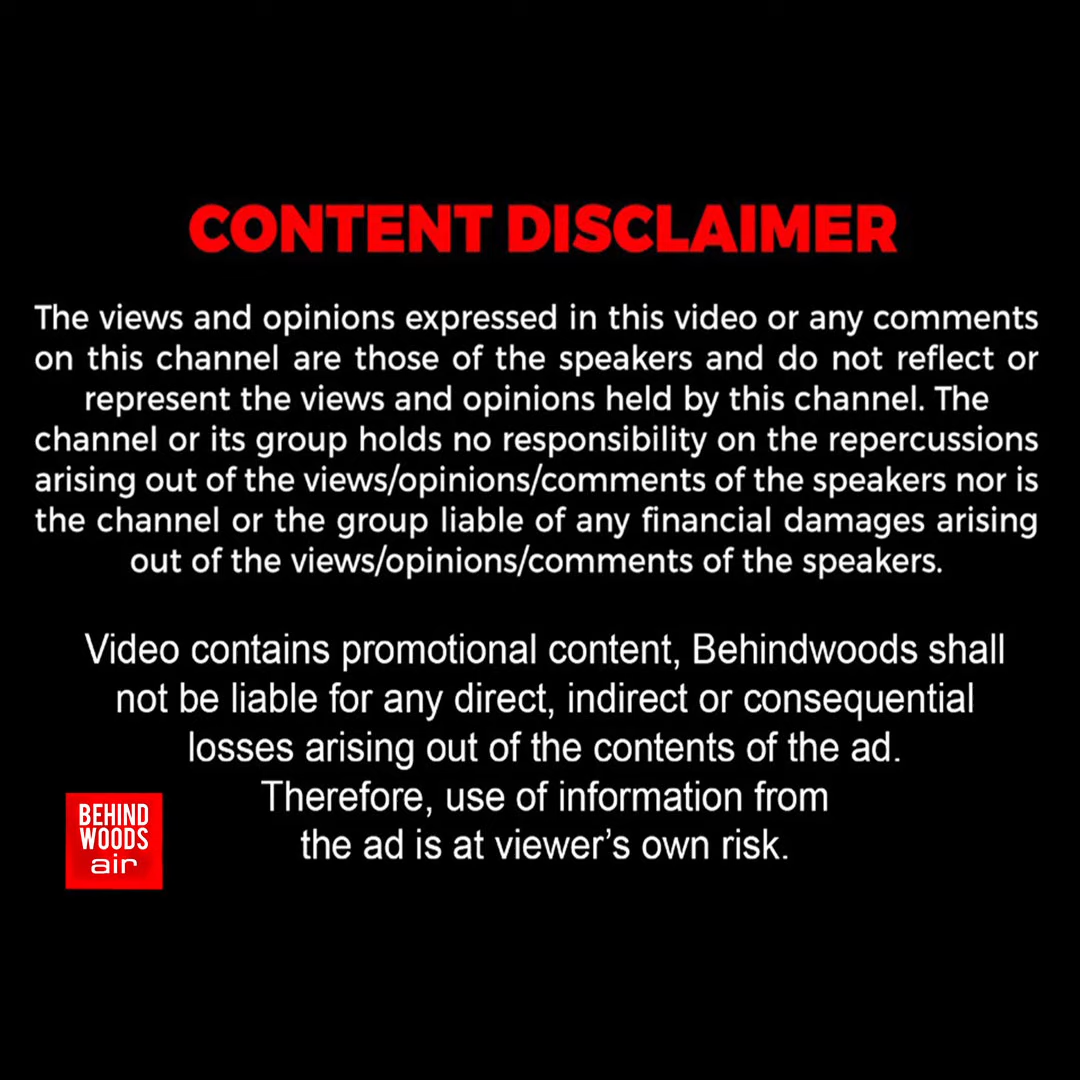 CONTENT DISCLAIMER
The views and opinions expressed in this video or any comments
on this channel are those of the speakers and do not reflect or
represent the views and opinions held by this channel. The
channel or its group holds no responsibility on the repercussions
arising out of the views/opinions/comments of the speakers nor is
the channel or the group liable of any financial damages arising
out of the views/opinions/comments of the speakers.
Video contains promotional content, Behindwoods shall
not be liable for any direct, indirect or consequential
losses arising out of the contents of the ad.
Therefore, use of information from
the ad is at viewer’s own risk.
BEHIND
WOODS
air